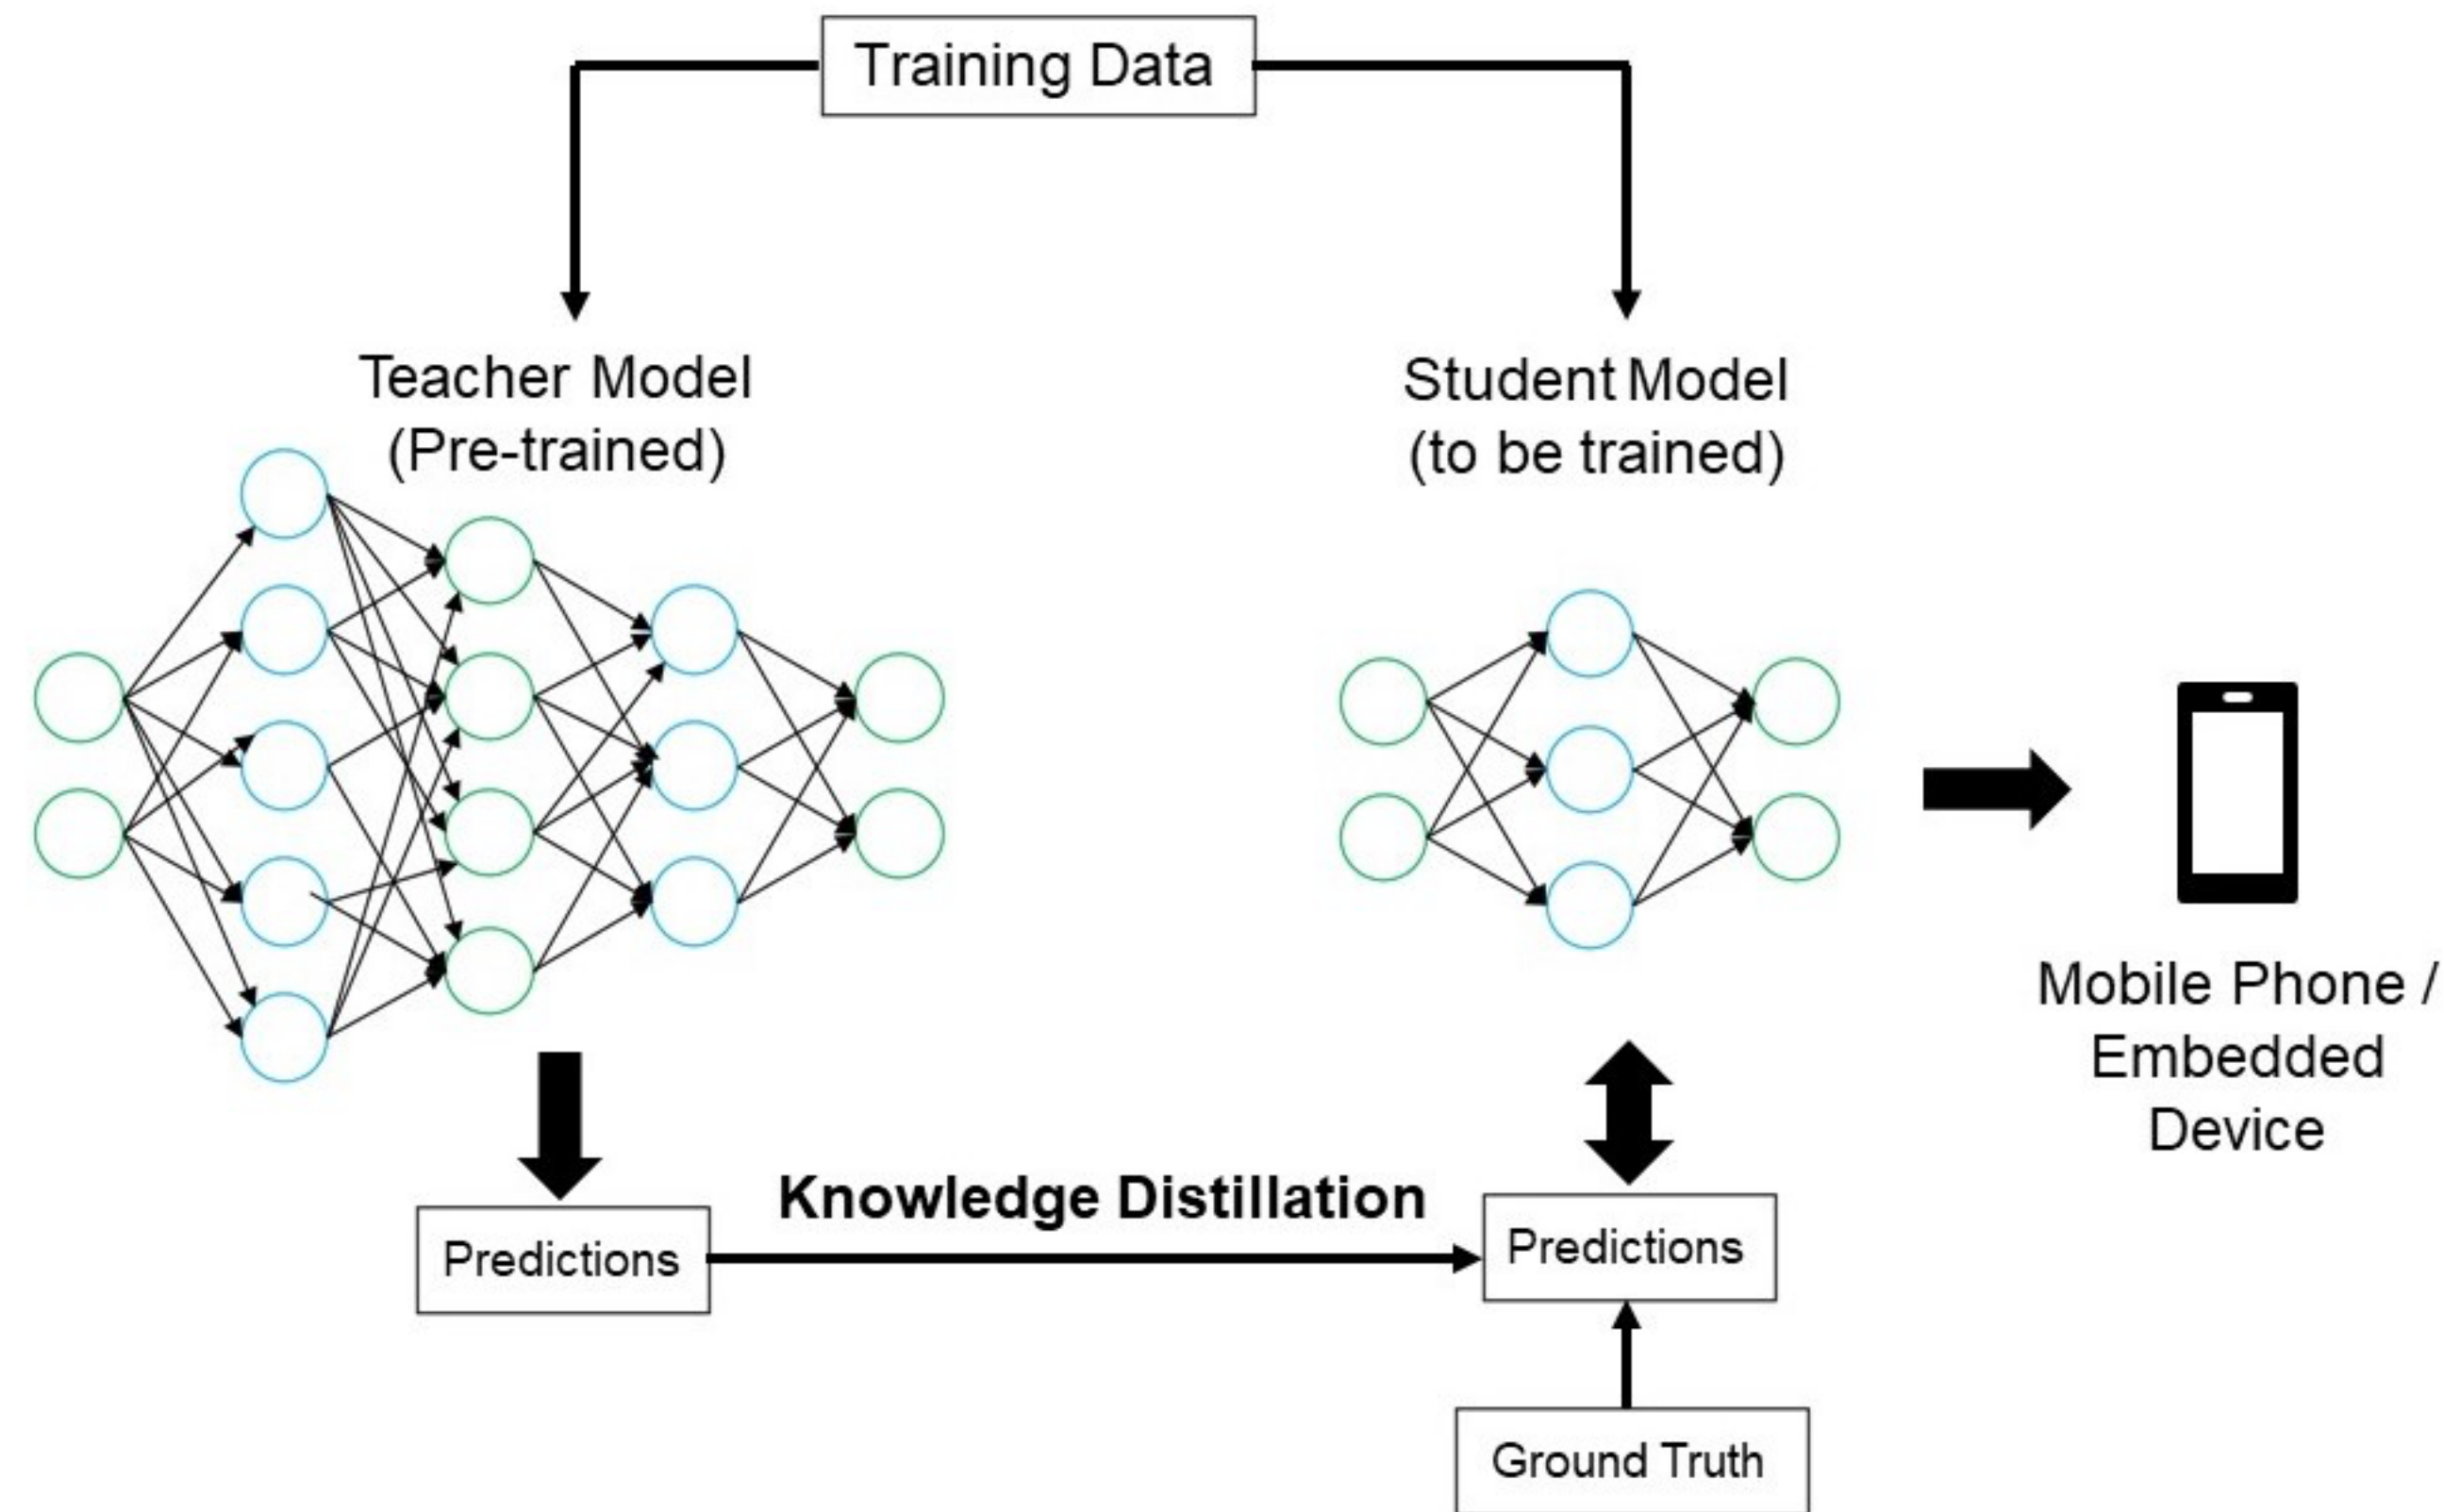 Training Data
Teacher Model
(Pre-trained)
Student Model
(to be trained)
Mobile Phone /
Embedded
Device
Knowledge Distillation
Predictions
Predictions
Ground Truth